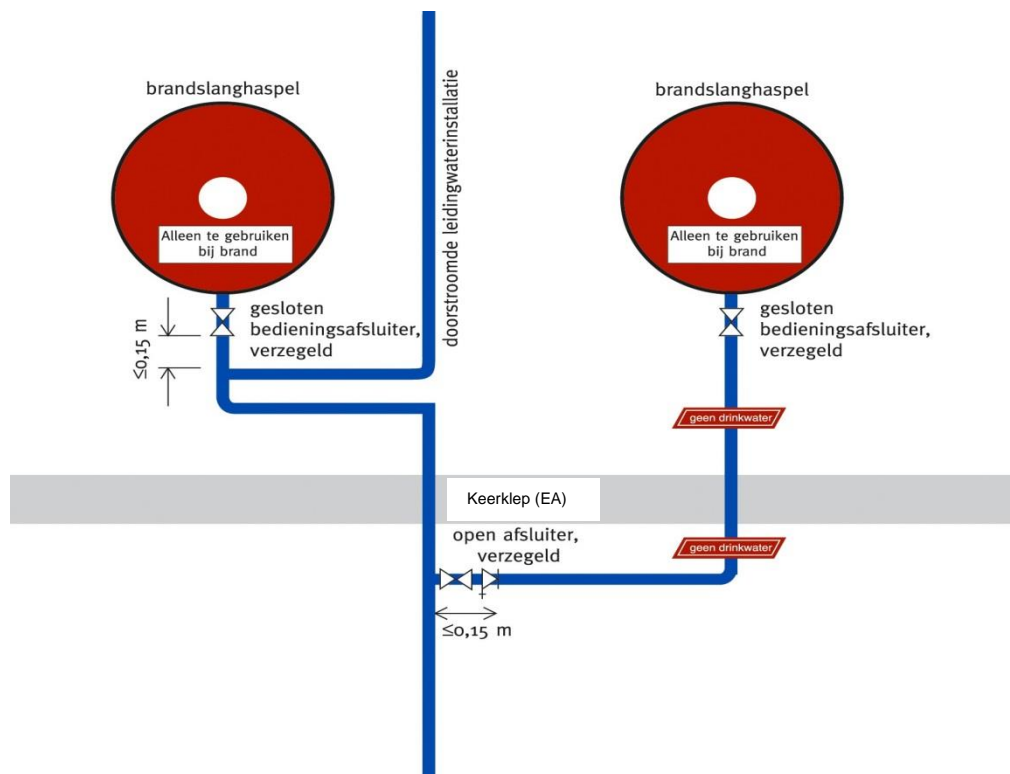 brandslanghaspel
brandslanghaspel
doorstroomde leidingwaterinstallatie
Alleen te gebruiken
bij brand
Alleen te gebruiken
bij brand
gesloten
bedieningsafsluiter,
verzegeld
≤0,15 m
gesloten
bedieningsafsluiter,
verzegeld
geen drinkwater
Keerklep (EA)
open afsluiter,
verzegeld
geen drinkwater
≤0,15 m